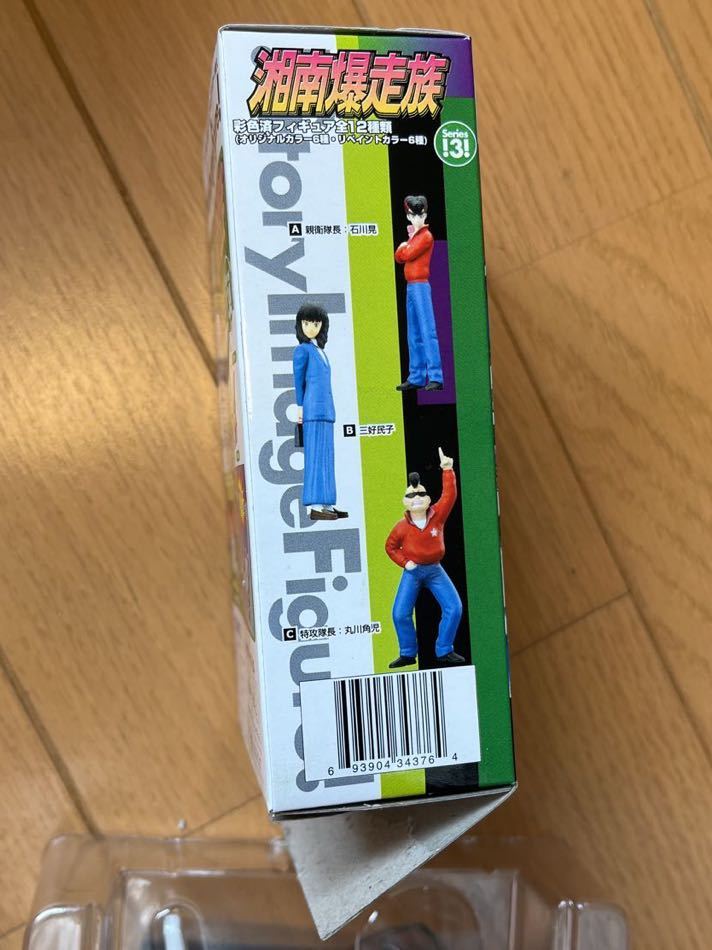 湘南爆走族
彩色済フィギュア全12種類
(オリジナルカラー6種・リペイントカラー6種)
Series
!3!
tory Image Figu
A 親衛隊長：石川晃
B 三好民子
C 特攻隊長：丸川角児
6 93904 34376 4